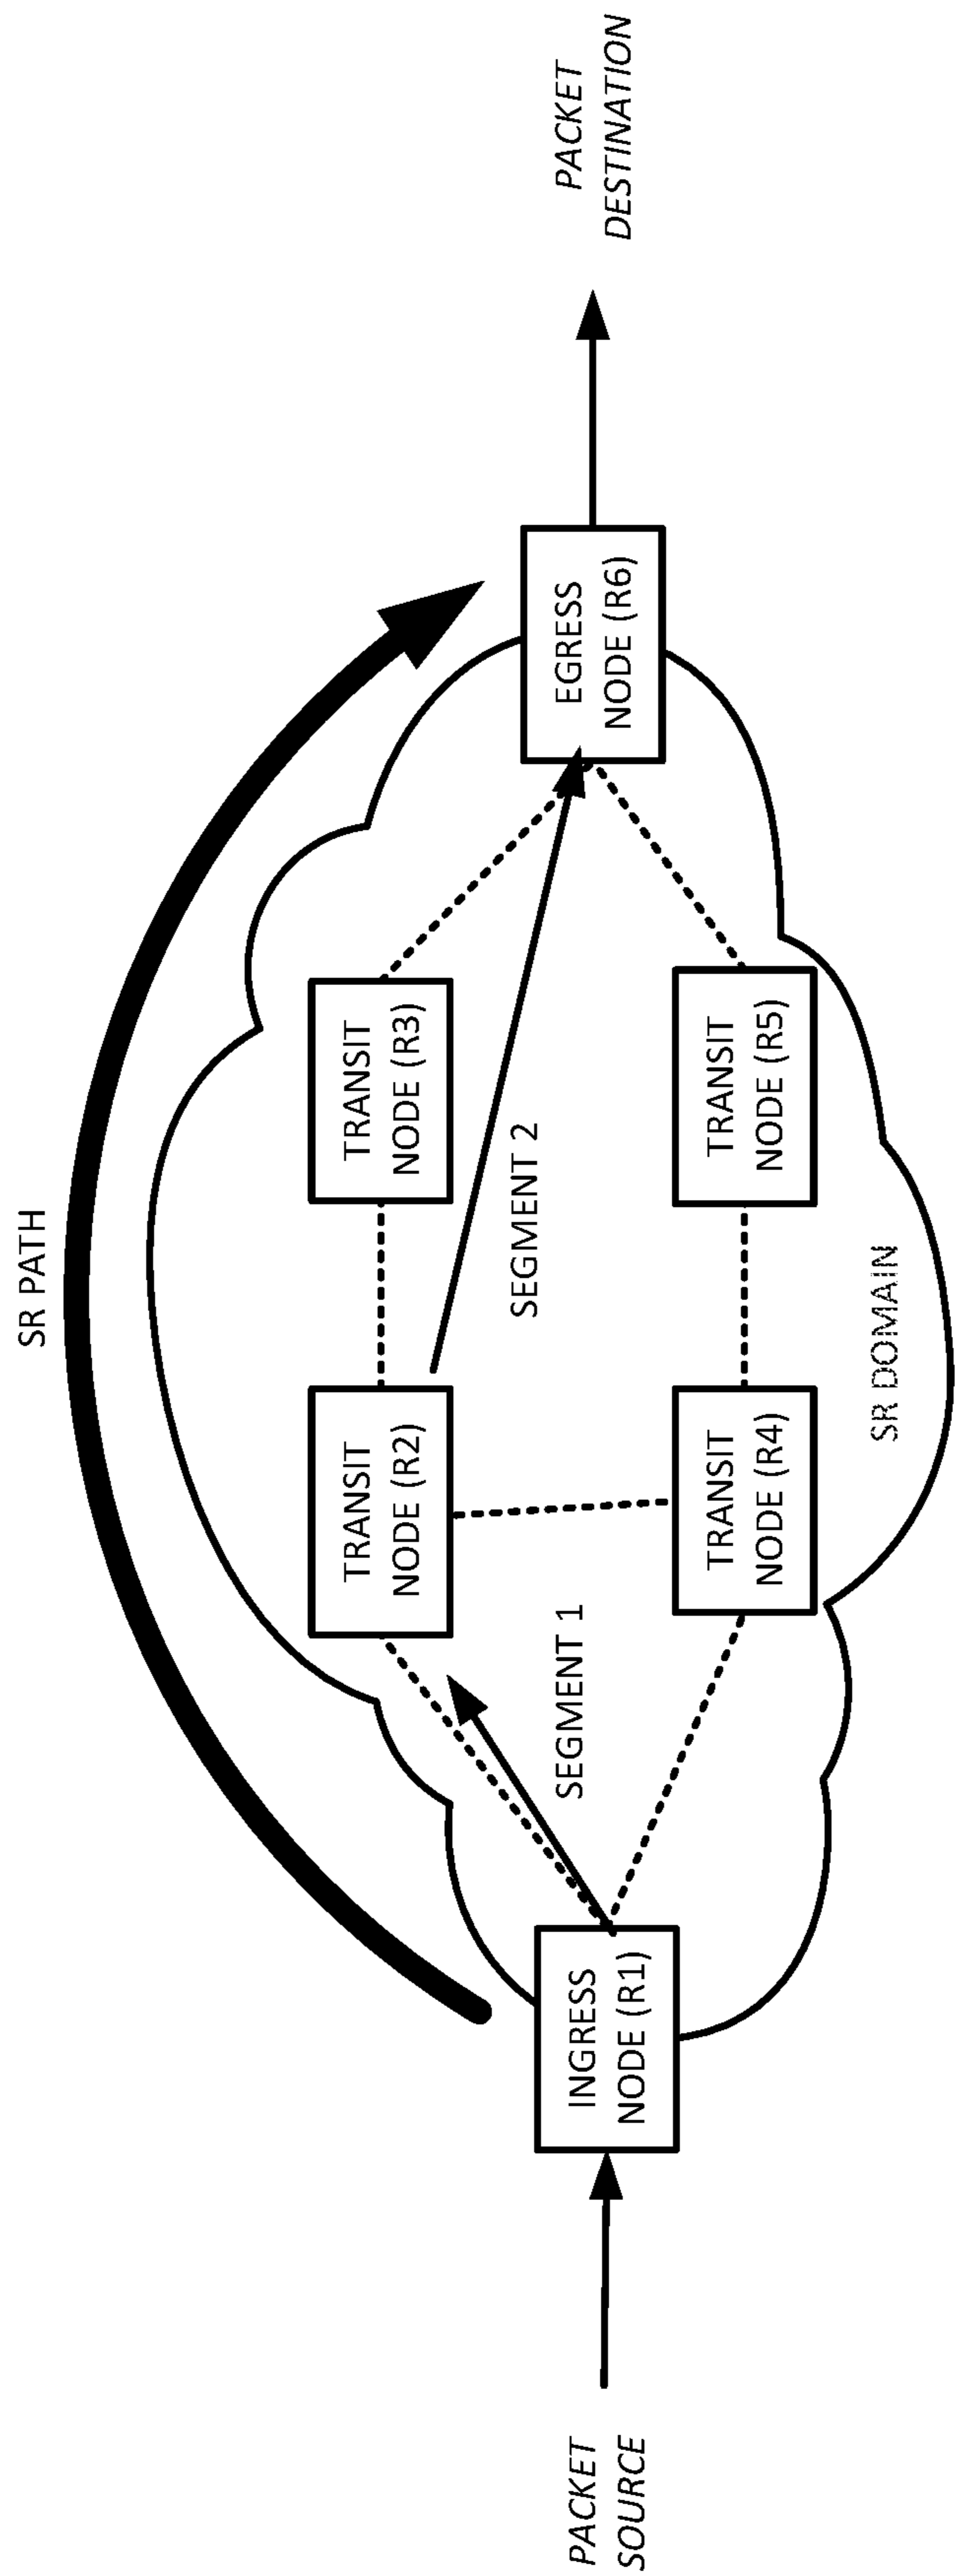 SR PATH
TRANSIT
NODE (R2)
TRANSIT
NODE (R3)
SEGMENT 2
SEGMENT 1
PACKET
SOURCE
INGRESS
NODE (R1)
EGRESS
NODE (R6)
PACKET
DESTINATION
TRANSIT
NODE (R4)
TRANSIT
NODE (R5)
SR DOMAIN